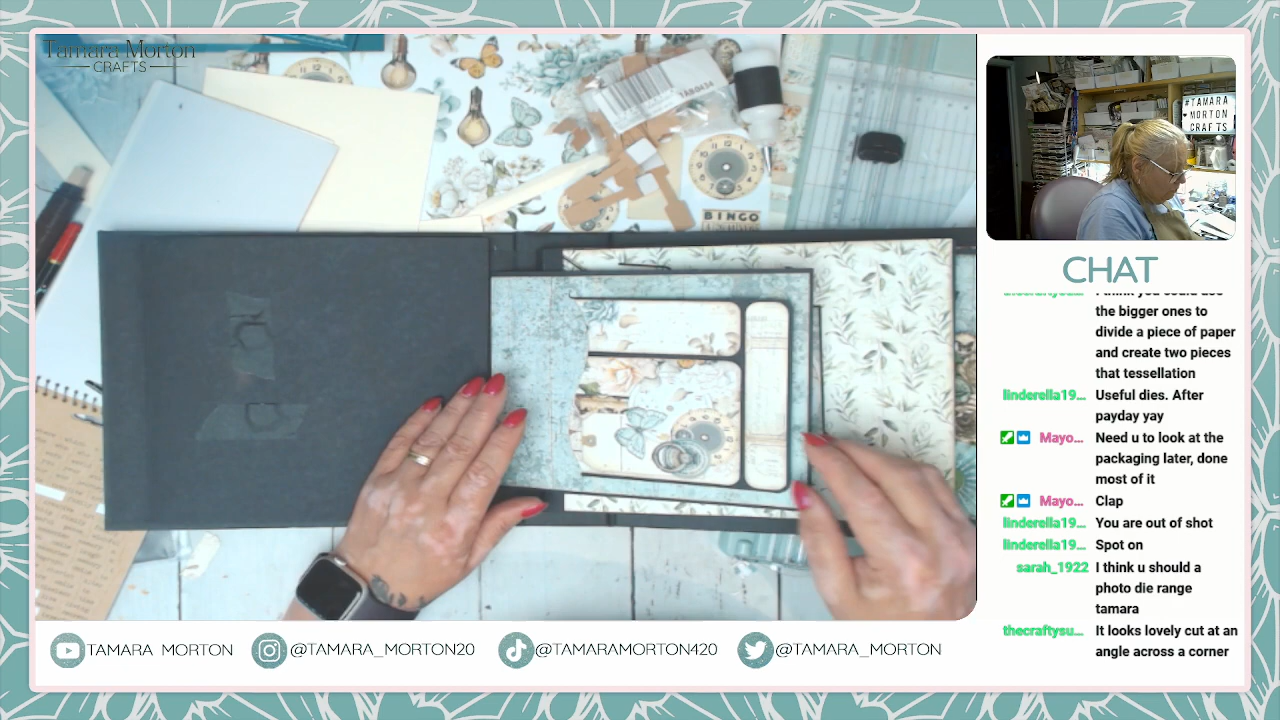 Tamara Morton
CRAFTS
1AB0434
BINGO
#TAMARA
MORTON
CRAFTS
CHAT
the bigger ones to
divide a piece of paper
and create two pieces
that tessellation
linderella19... Useful dies. After
payday yay
Mayo... Need u to look at the
packaging later, done
most of it
Mayo... Clap
linderella19... You are out of shot
linderella19... Spot on
sarah_1922 I think u should a
photo die range
tamara
thecraftysu... It looks lovely cut at an
angle across a corner
TAMARA MORTON
@TAMARA_MORTON20
@TAMARAMORTON420
@TAMARA_MORTON